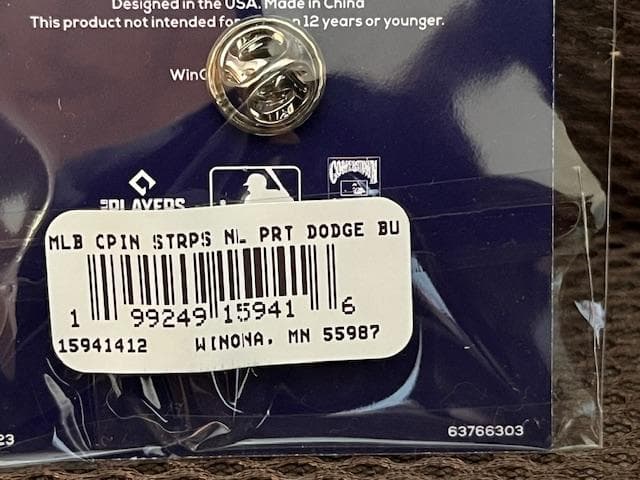 Designed in the USA. Made in China
This product not intended for 12 years or younger.
PLAYERS
COOPERSTOWN
MLB CPIN STRPS NL PRT DODGE BU
1 99249 15941 6
15941412 WINONA, MN 55987
23
63766303